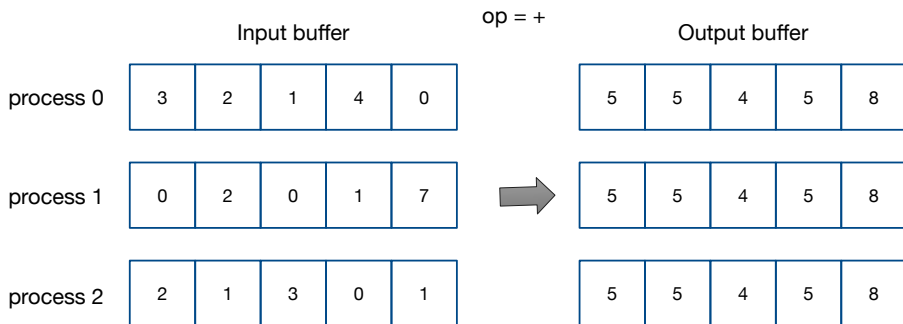 op = +
Input buffer Output buffer
process 0 3 2 1 4 0 5 5 4 5 8
process 1 0 2 0 1 7 5 5 4 5 8
process 2 2 1 3 0 1 5 5 4 5 8